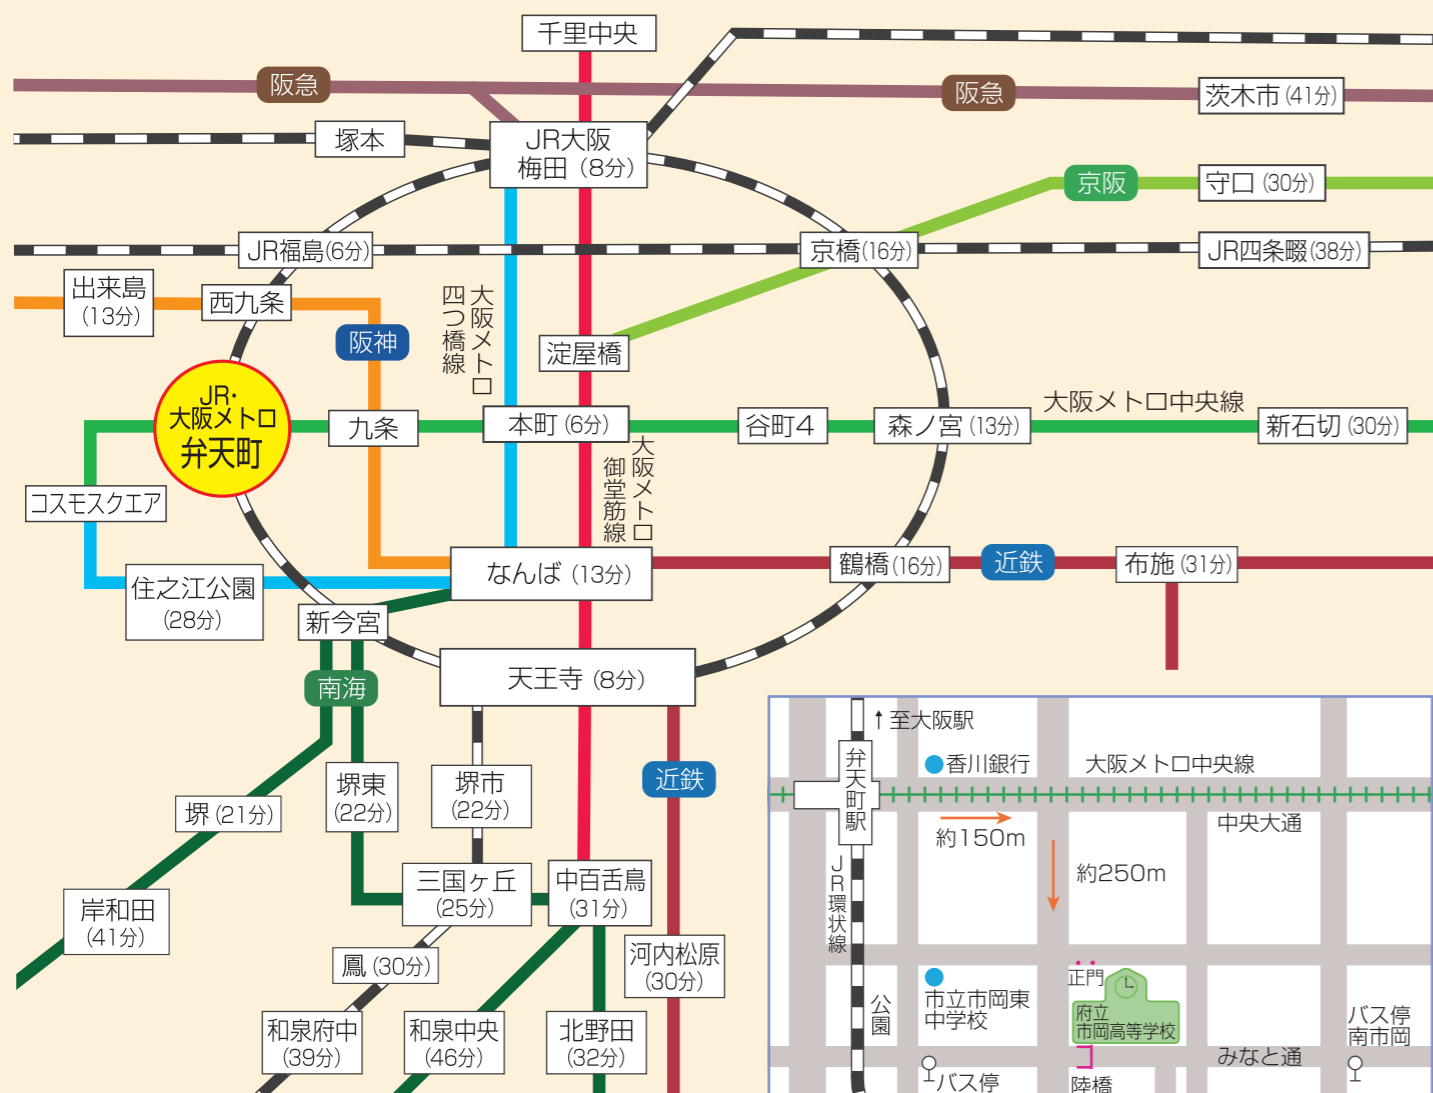 千里中央
阪急
阪急
茨木市(41分)
塚本
JR大阪
梅田(8分)
京阪
守口(30分)
JR福島(6分)
京橋(16分)
JR四条畷(38分)
出来島
(13分)
西九条
阪神
大阪メトロ
四つ橋線
淀屋橋
JR・
大阪メトロ
弁天町
九条
本町(6分)
谷町4
森ノ宮(13分)
大阪メトロ中央線
新石切(30分)
大阪メトロ
御堂筋線
コスモスクエア
なんば(13分)
鶴橋(16分)
近鉄
布施(31分)
住之江公園
(28分)
新今宮
天王寺(8分)
南海
堺(21分)
堺東
(22分)
堺市
(22分)
近鉄
岸和田
(41分)
三国ヶ丘
(25分)
中百舌鳥
(31分)
鳳(30分)
河内松原
(30分)
和泉府中
(39分)
和泉中央
(46分)
北野田
(32分)
↑至大阪駅
弁天町駅
香川銀行
大阪メトロ中央線
中央大通
約150m
約250m
JR環状線
正門
市立市岡東
中学校
公園
府立
市岡高等学校
バス停
南市岡
みなと通
バス停
陸橋